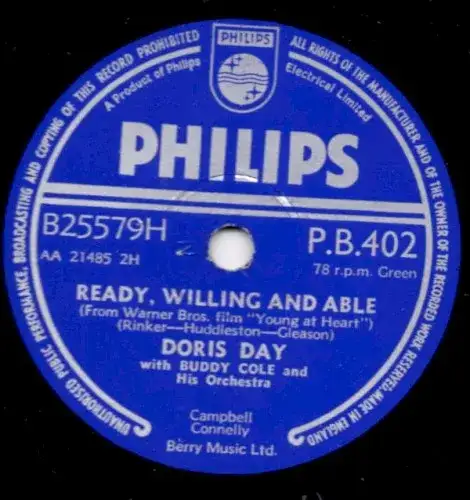 UNAUTHORISED PUBLIC PERFORMANCE, BROADCASTING AND COPYING OF THIS RECORD PROHIBITED
ALL RIGHTS OF THE MANUFACTURER AND OF THE OWNER OF THE RECORDED WORK RESERVED. MADE IN ENGLAND
PHILIPS
A Product of Philips
Electrical Limited
PHILIPS
B25579H
P.B.402
AA 21485 2H
78 r.p.m. Green
READY, WILLING AND ABLE
(From Warner Bros. film "Young at Heart")
(Rinker—Huddleston—Gleason)
DORIS DAY
with BUDDY COLE and
His Orchestra
Campbell
Connelly
Berry Music Ltd.